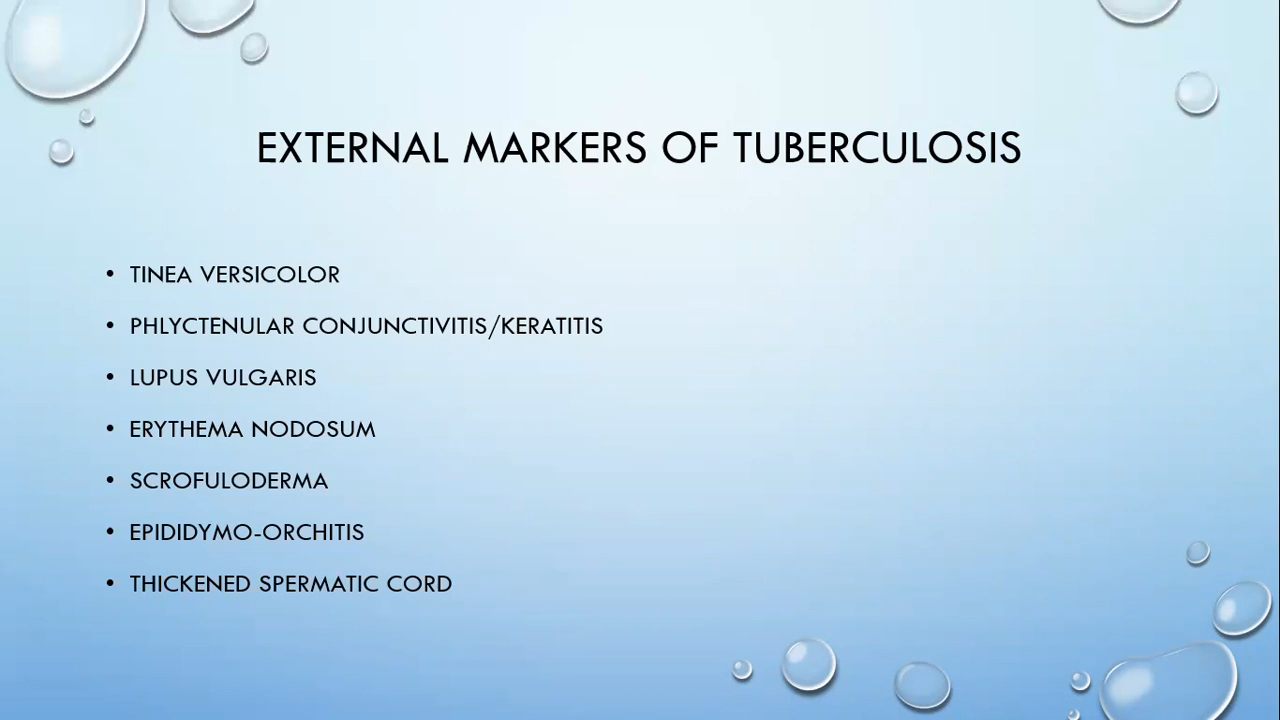 EXTERNAL MARKERS OF TUBERCULOSIS
• TINEA VERSICOLOR
• PHLYCTENULAR CONJUNCTIVITIS/KERATITIS
• LUPUS VULGARIS
• ERYTHEMA NODOSUM
• SCROFULODERMA
• EPIDIDYMO-ORCHITIS
• THICKENED SPERMATIC CORD